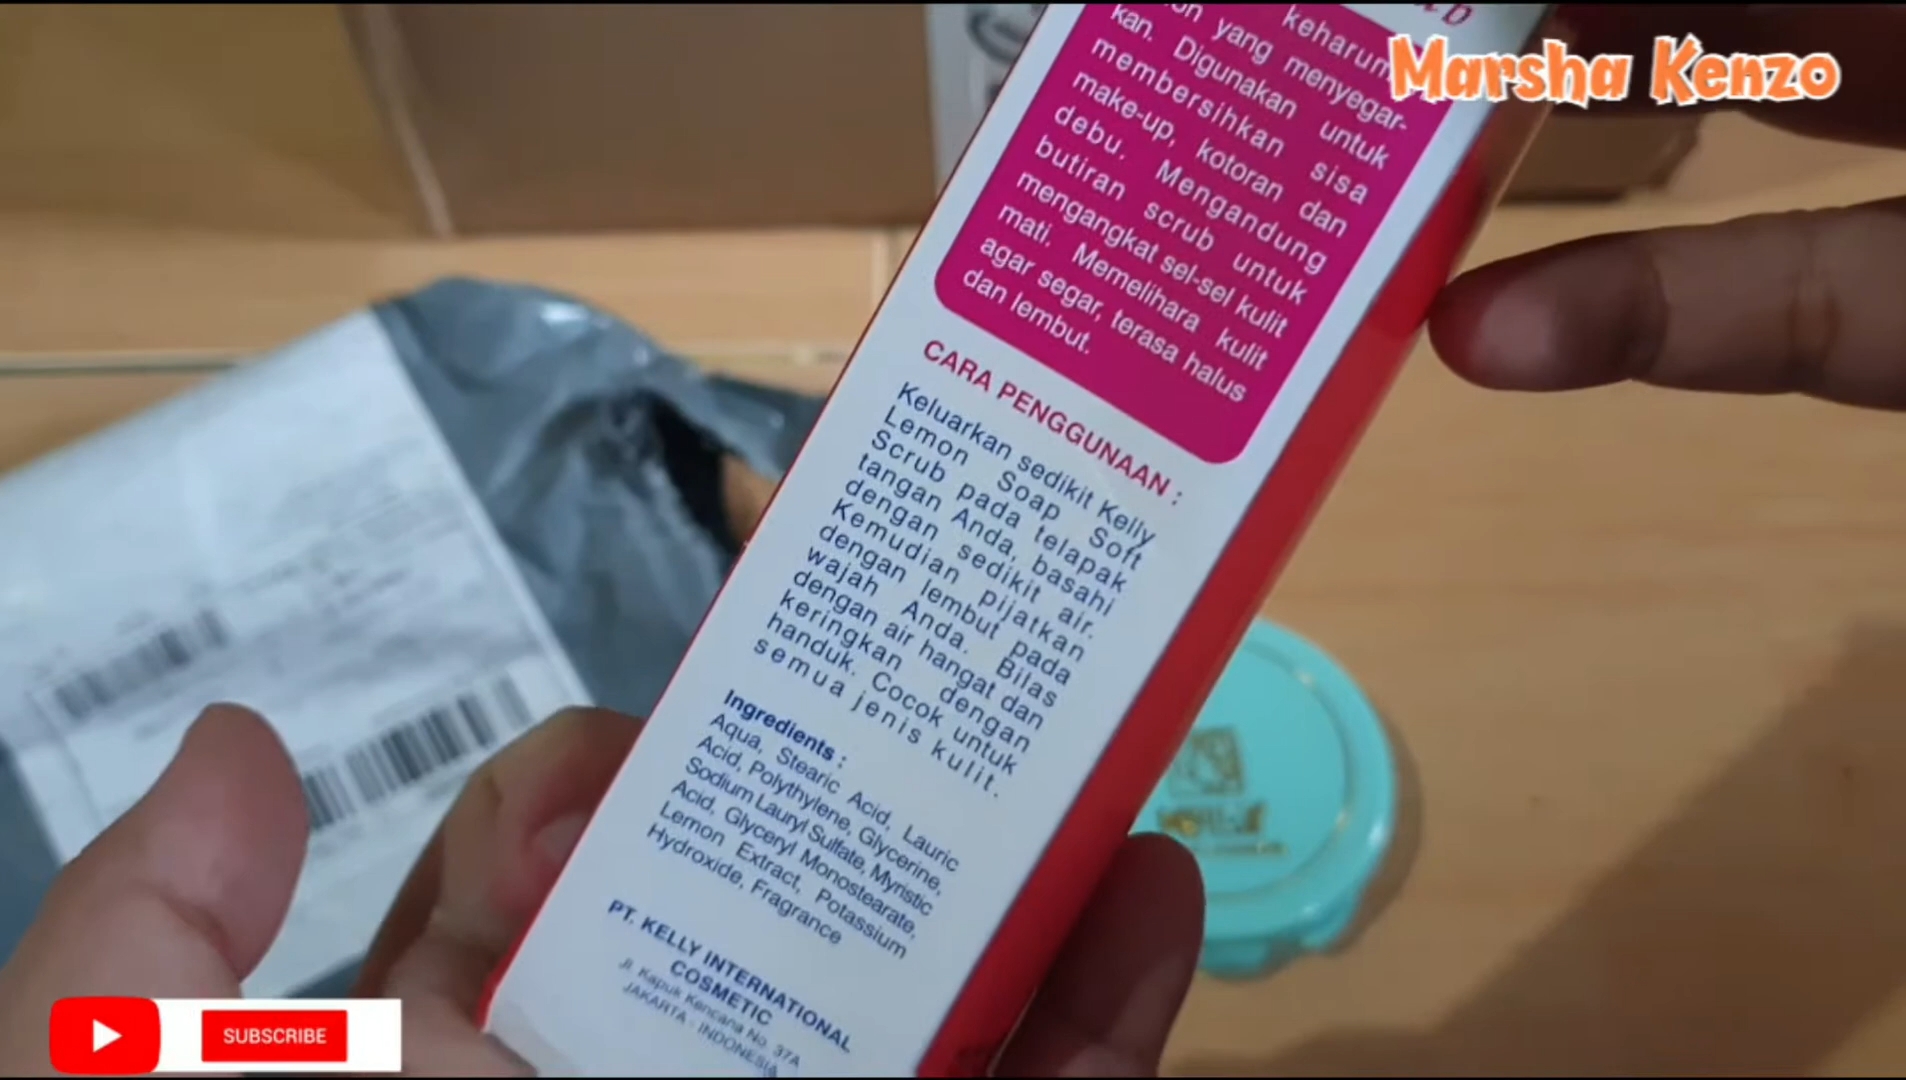 Marsha Kenzo
keharum
yang menyegar-
kan. Digunakan untuk
membersihkan sisa
make-up, kotoran dan
debu. Mengandung
butiran scrub untuk
mengangkat sel-sel kulit
mati. Memelihara kulit
agar segar, terasa halus
dan lembut.
CARA PENGGUNAAN :
Keluarkan sedikit Kelly
Lemon Soap Soft
Scrub pada telapak
tangan Anda, basahi
dengan sedikit air.
Kemudian pijatkan
dengan lembut pada
wajah Anda. Bilas
dengan air hangat dan
keringkan dengan
handuk. Cocok untuk
semua jenis kulit.
Ingredients :
Aqua, Stearic Acid, Lauric
Acid, Polythylene, Glycerine,
Sodium Lauryl Sulfate, Myristic
Acid, Glyceryl Monostearate,
Lemon Extract, Potassium
Hydroxide, Fragrance
PT. KELLY INTERNATIONAL
COSMETIC
Jl. Kapuk Kencana No. 37A
JAKARTA - INDONESIA
SUBSCRIBE